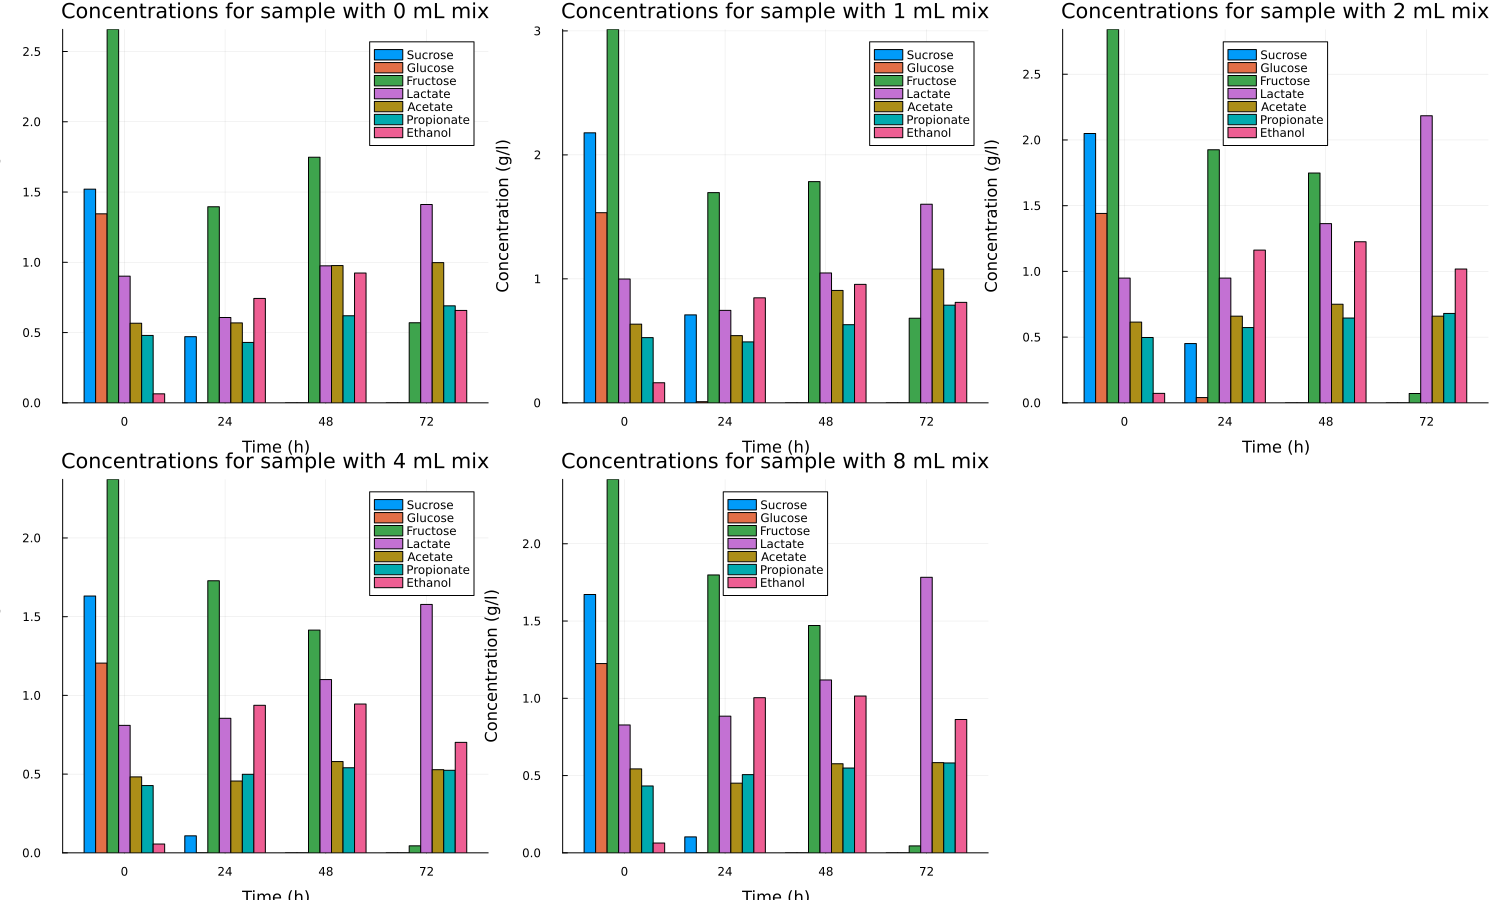 Concentrations for sample with 0 mL mix
2.5
2.0
1.5
1.0
0.5
0.0
0
24
48
72
Time (h)
Sucrose
Glucose
Fructose
Lactate
Acetate
Propionate
Ethanol
Concentrations for sample with 1 mL mix
Concentration (g/l)
3
2
1
0
0
24
48
72
Time (h)
Sucrose
Glucose
Fructose
Lactate
Acetate
Propionate
Ethanol
Concentrations for sample with 2 mL mix
Concentration (g/l)
2.5
2.0
1.5
1.0
0.5
0.0
0
24
48
72
Time (h)
Sucrose
Glucose
Fructose
Lactate
Acetate
Propionate
Ethanol
Concentrations for sample with 4 mL mix
2.0
1.5
1.0
0.5
0.0
0
24
48
72
Time (h)
Sucrose
Glucose
Fructose
Lactate
Acetate
Propionate
Ethanol
Concentrations for sample with 8 mL mix
Concentration (g/l)
2.0
1.5
1.0
0.5
0.0
0
24
48
72
Time (h)
Sucrose
Glucose
Fructose
Lactate
Acetate
Propionate
Ethanol